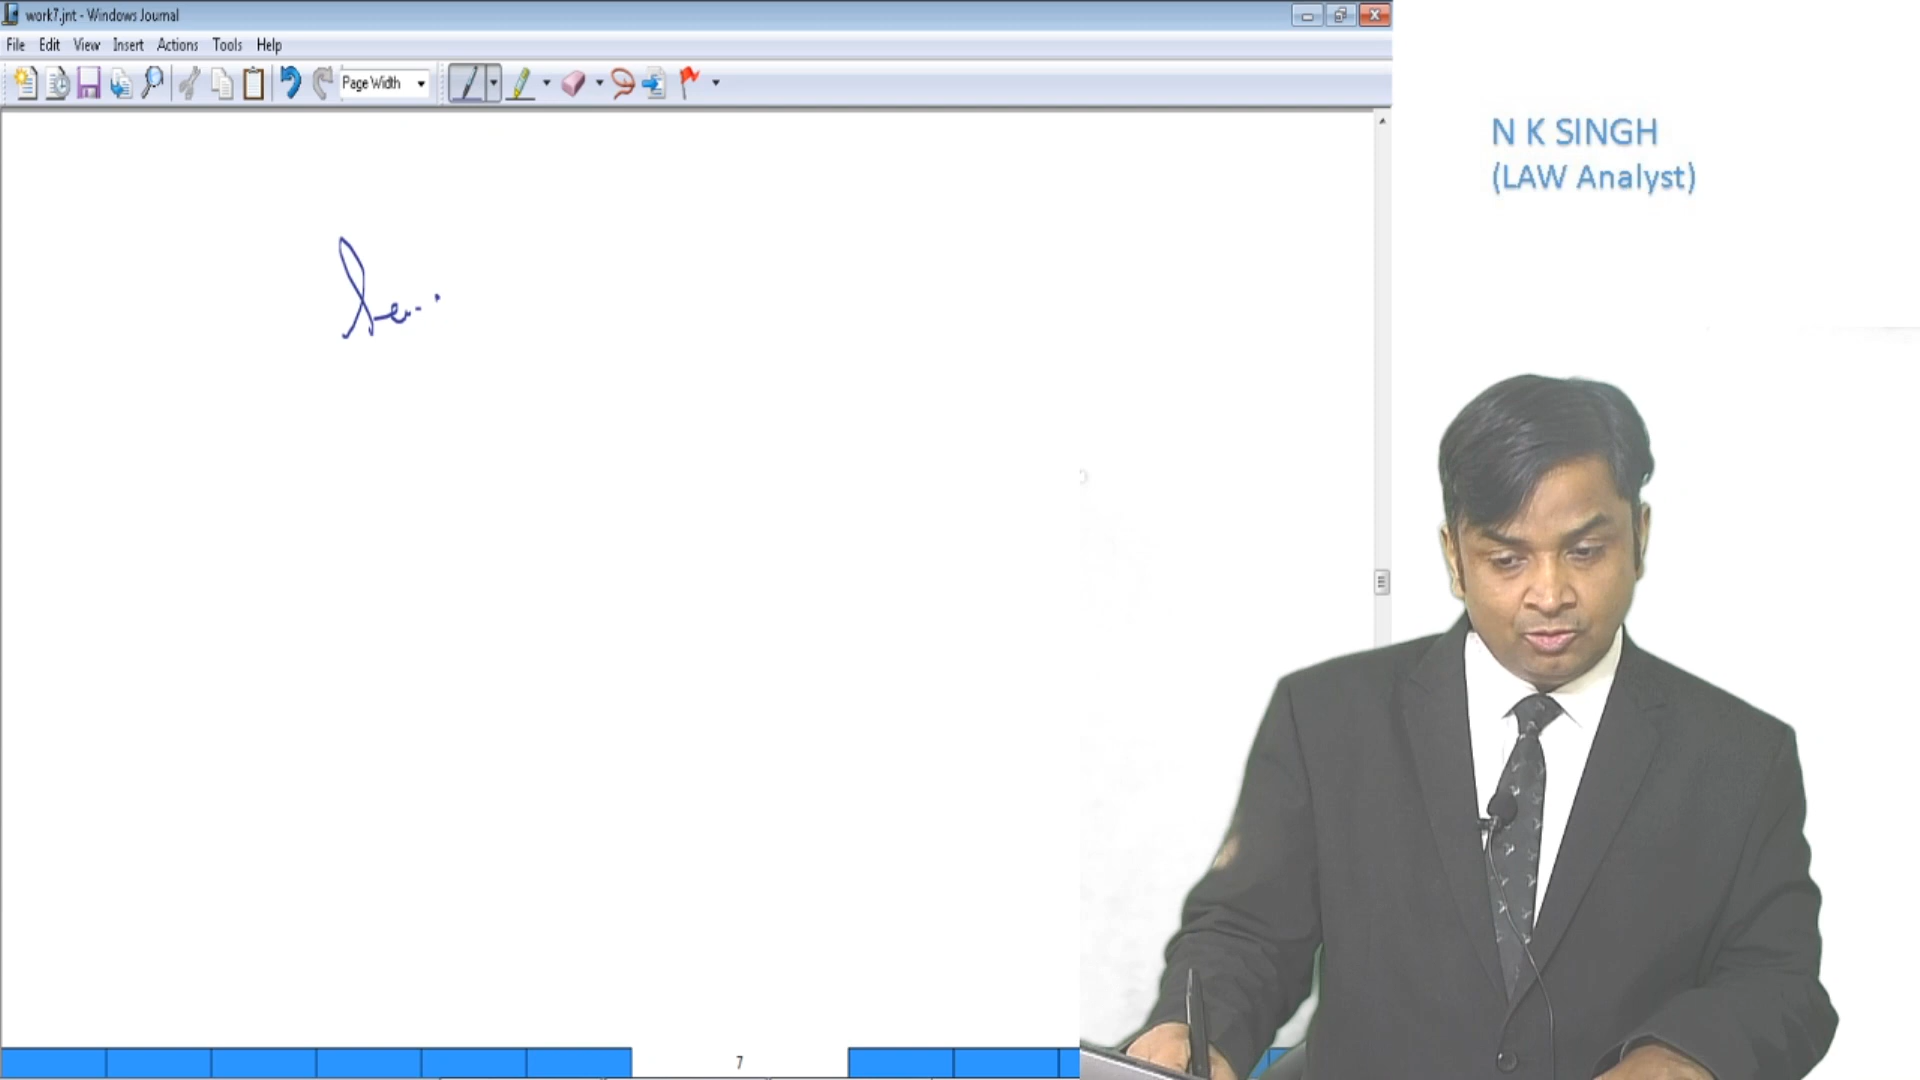 work7.jnt - Windows Journal
File Edit View Insert Actions Tools Help
Page Width
N K SINGH
(LAW Analyst)
7